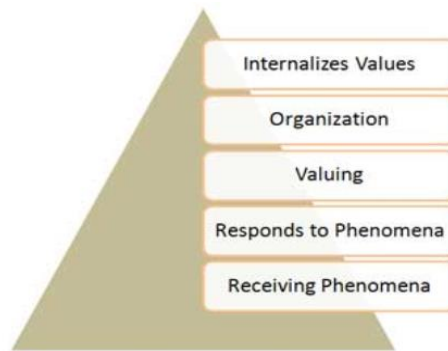 Internalizes Values
Organization
Valuing
Responds to Phenomena
Receiving Phenomena